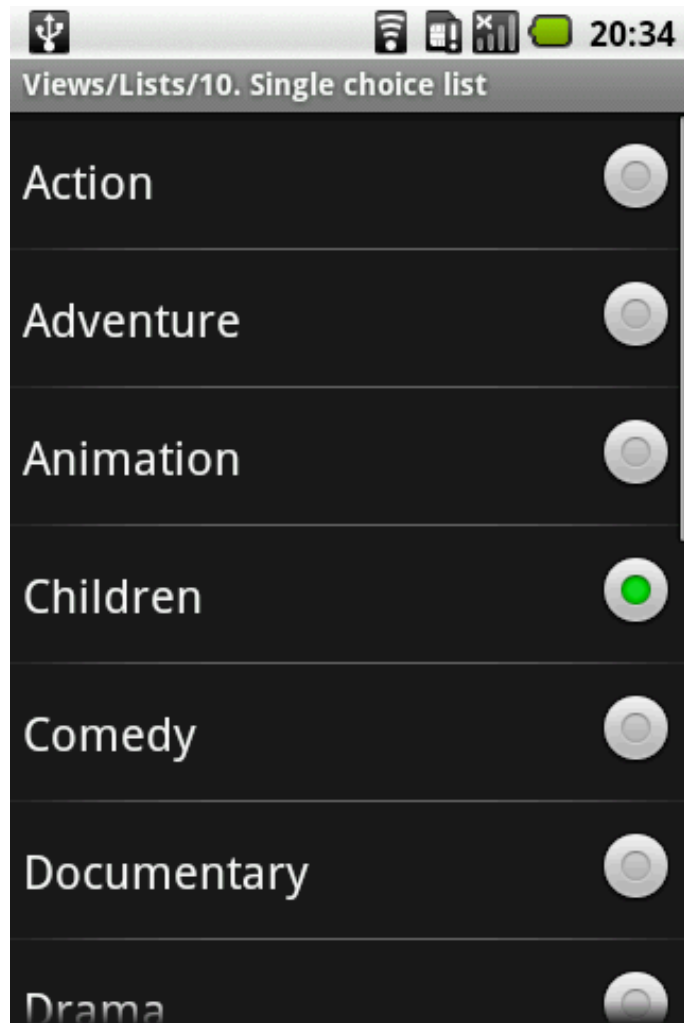 20:34
Views/Lists/10. Single choice list
Action
Adventure
Animation
Children
Comedy
Documentary
Drama